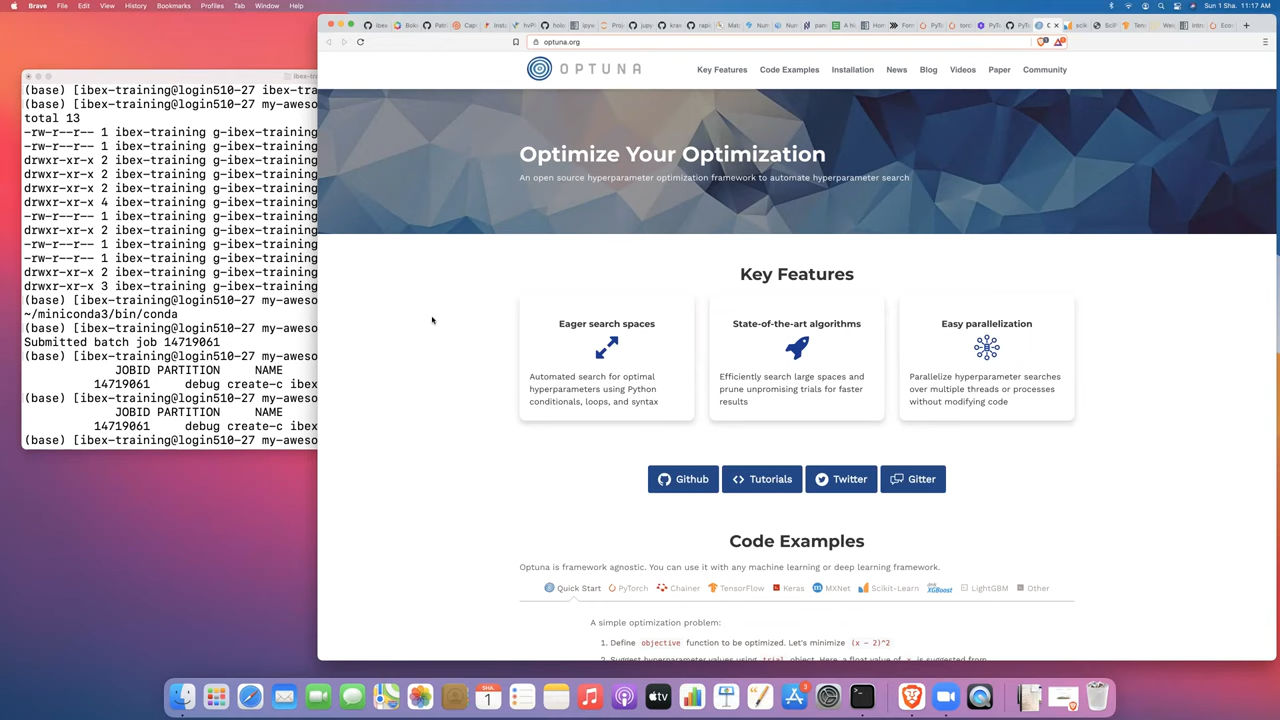 Brave File Edit View History Bookmarks Profiles Tab Window Help
Sun 1 Sha. 11:17 AM
optuna.org
OPTUNA
Key Features Code Examples Installation News Blog Videos Paper Community
Optimize Your Optimization
An open source hyperparameter optimization framework to automate hyperparameter search
Key Features
Eager search spaces
Automated search for optimal
hyperparameters using Python
conditionals, loops, and syntax
State-of-the-art algorithms
Efficiently search large spaces and
prune unpromising trials for faster
results
Easy parallelization
Parallelize hyperparameter searches
over multiple threads or processes
without modifying code
Github Tutorials Twitter Gitter
Code Examples
Optuna is framework agnostic. You can use it with any machine learning or deep learning framework.
Quick Start PyTorch Chainer TensorFlow Keras MXNet Scikit-Learn XGBoost LightGBM Other
A simple optimization problem:
1. Define objective function to be optimized. Let's minimize (x - 2)^2
(base) [ibex-training@login510-27 ibex-tra
(base) [ibex-training@login510-27 my-aweso
total 13
-rw-r--r-- 1 ibex-training g-ibex-training
-rw-r--r-- 1 ibex-training g-ibex-training
drwxr-xr-x 2 ibex-training g-ibex-training
drwxr-xr-x 2 ibex-training g-ibex-training
drwxr-xr-x 2 ibex-training g-ibex-training
drwxr-xr-x 4 ibex-training g-ibex-training
-rw-r--r-- 1 ibex-training g-ibex-training
drwxr-xr-x 2 ibex-training g-ibex-training
-rw-r--r-- 1 ibex-training g-ibex-training
-rw-r--r-- 1 ibex-training g-ibex-training
drwxr-xr-x 2 ibex-training g-ibex-training
drwxr-xr-x 3 ibex-training g-ibex-training
(base) [ibex-training@login510-27 my-aweso
~/miniconda3/bin/conda
(base) [ibex-training@login510-27 my-aweso
Submitted batch job 14719061
(base) [ibex-training@login510-27 my-aweso
JOBID PARTITION NAME
14719061 debug create-c ibex
(base) [ibex-training@login510-27 my-aweso
JOBID PARTITION NAME
14719061 debug create-c ibex
(base) [ibex-training@login510-27 my-aweso
SHA.
1
tv
3